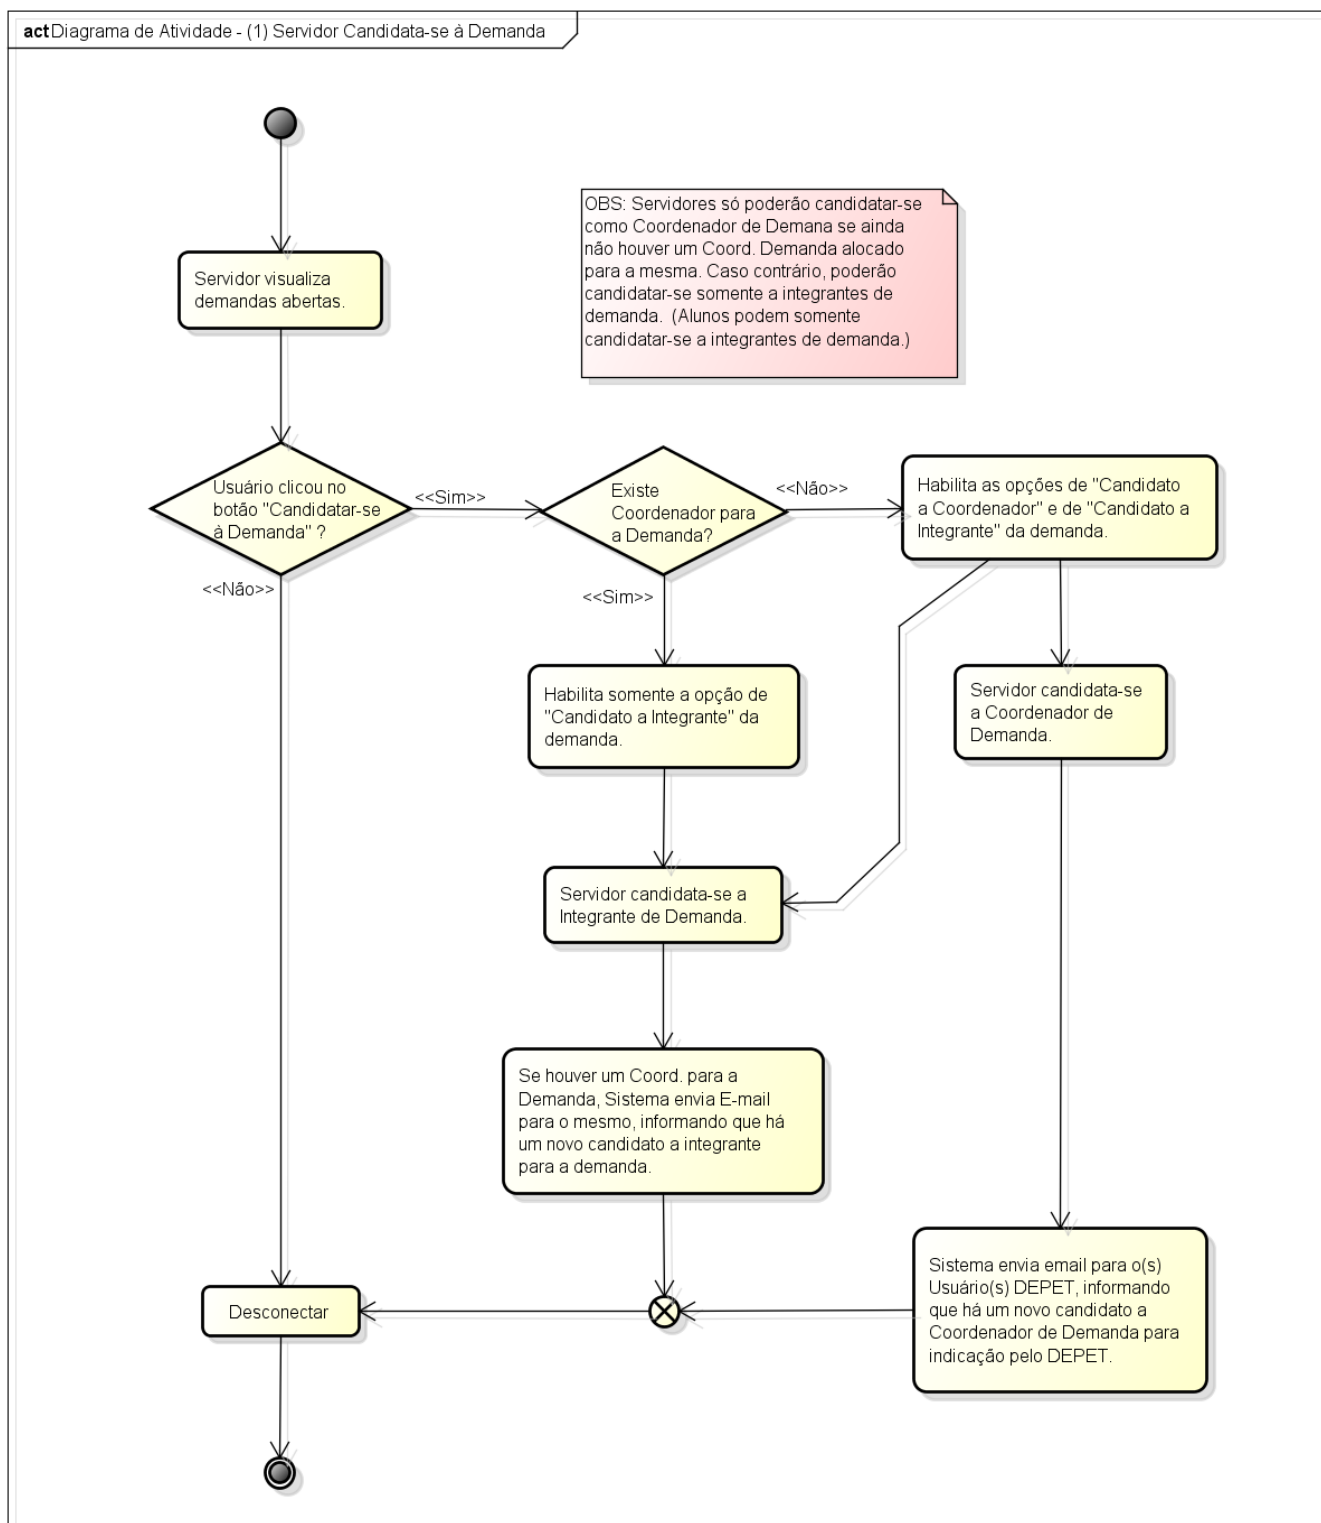 act Diagrama de Atividade - (1) Servidor Candidata-se à Demanda
OBS: Servidores só poderão candidatar-se
como Coordenador de Demana se ainda
não houver um Coord. Demanda alocado
para a mesma. Caso contrário, poderão
candidatar-se somente a integrantes de
demanda. (Alunos podem somente
candidatar-se a integrantes de demanda.)
Servidor visualiza
demandas abertas.
Usuário clicou no
botão "Candidatar-se
à Demanda" ?
<<Sim>>
<<Não>>
Existe
Coordenador para
a Demanda?
<<Não>>
<<Sim>>
Habilita as opções de "Candidato
a Coordenador" e de "Candidato a
Integrante" da demanda.
Habilita somente a opção de
"Candidato a Integrante" da
demanda.
Servidor candidata-se
a Coordenador de
Demanda.
Servidor candidata-se a
Integrante de Demanda.
Se houver um Coord. para a
Demanda, Sistema envia E-mail
para o mesmo, informando que há
um novo candidato a integrante
para a demanda.
Sistema envia email para o(s)
Usuário(s) DEPET, informando
que há um novo candidato a
Coordenador de Demanda para
indicação pelo DEPET.
Desconectar